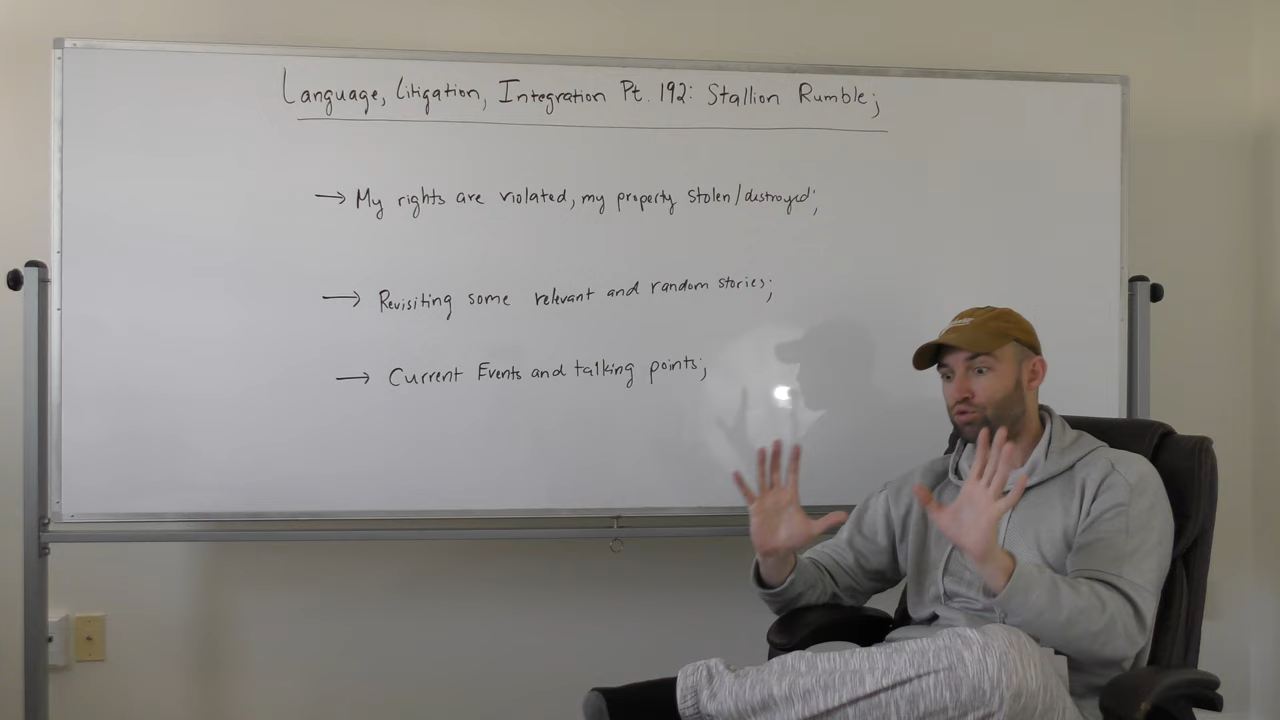 Language, Litigation, Integration Pt. 192: Stallion Rumble;
→ My rights are violated, my property stolen/destroyed;
→ Revisiting some relevant and random stories;
→ Current Events and talking points;